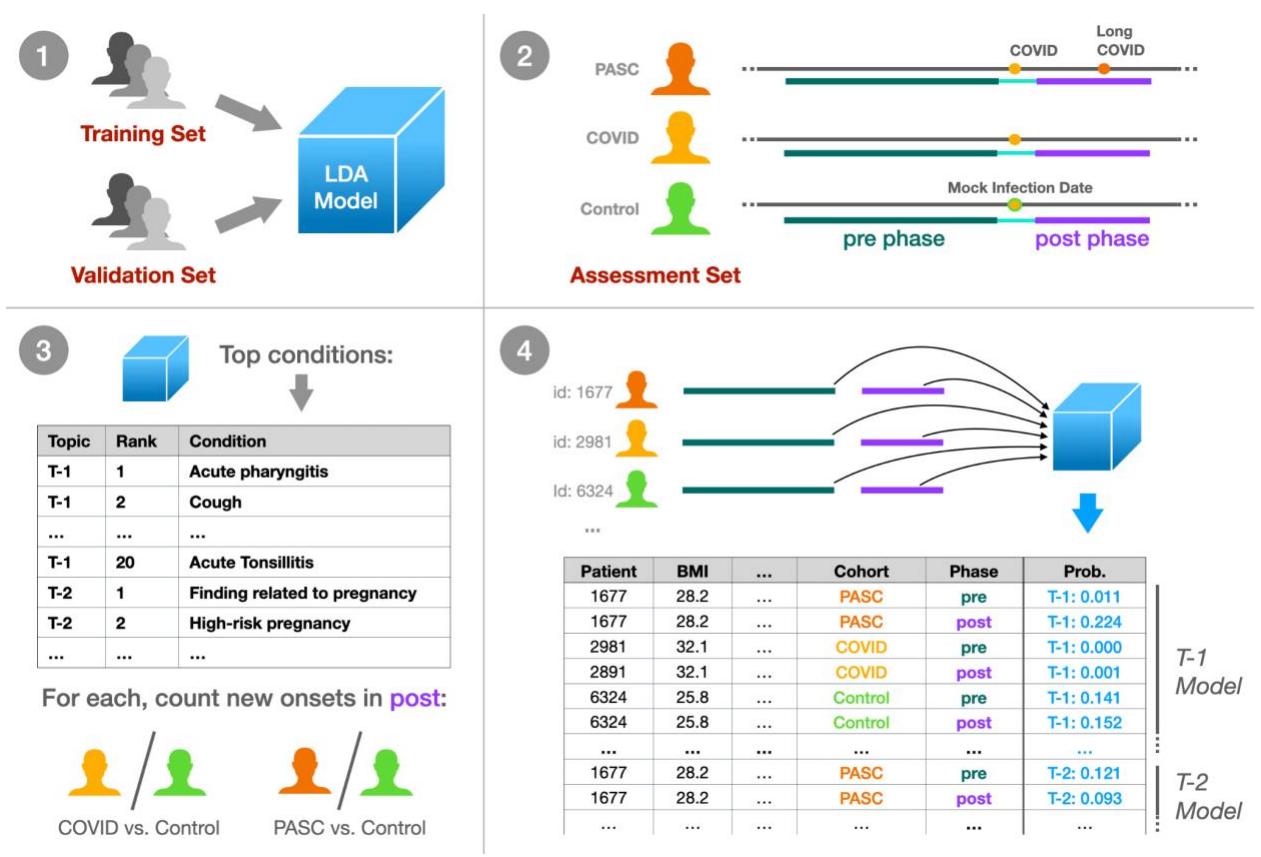 1
Training Set
Validation Set
LDA
Model
2
PASC
COVID
Long
COVID
COVID
Control
Mock Infection Date
pre phase
post phase
Assessment Set
3
Top conditions:
Topic Rank Condition
T-1 1 Acute pharyngitis
T-1 2 Cough
... ... ...
T-1 20 Acute Tonsillitis
T-2 1 Finding related to pregnancy
T-2 2 High-risk pregnancy
... ... ...
For each, count new onsets in post:
COVID vs. Control
PASC vs. Control
4
id: 1677
id: 2981
Id: 6324
...
Patient BMI ... Cohort Phase Prob.
1677 28.2 ... PASC pre T-1: 0.011
1677 28.2 ... PASC post T-1: 0.224
2981 32.1 ... COVID pre T-1: 0.000
2891 32.1 ... COVID post T-1: 0.001
6324 25.8 ... Control pre T-1: 0.141
6324 25.8 ... Control post T-1: 0.152
... ... ... ... ... ...
1677 28.2 ... PASC pre T-2: 0.121
1677 28.2 ... PASC post T-2: 0.093
... ... ... ... ...
T-1
Model
T-2
Model